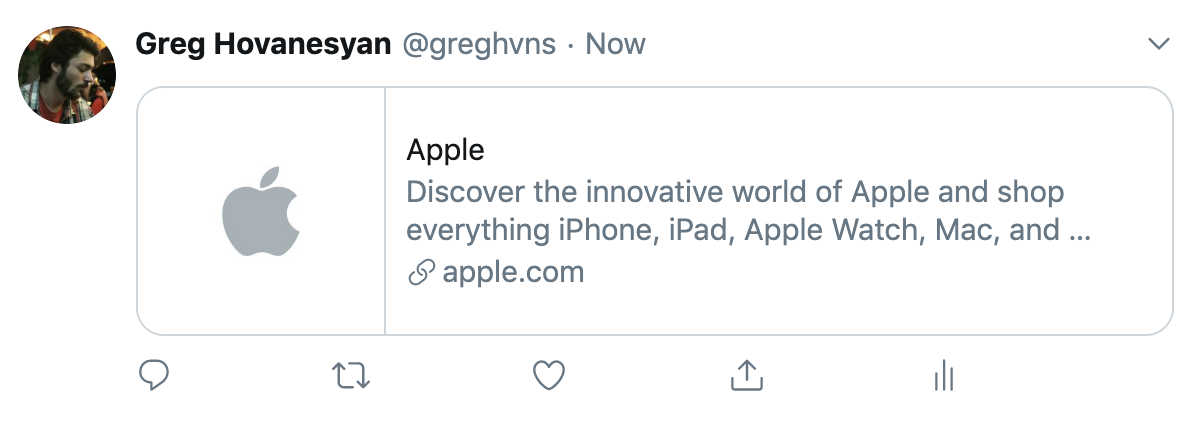 Greg Hovanesyan @greghvns · Now
Apple
Discover the innovative world of Apple and shop
everything iPhone, iPad, Apple Watch, Mac, and ...
apple.com